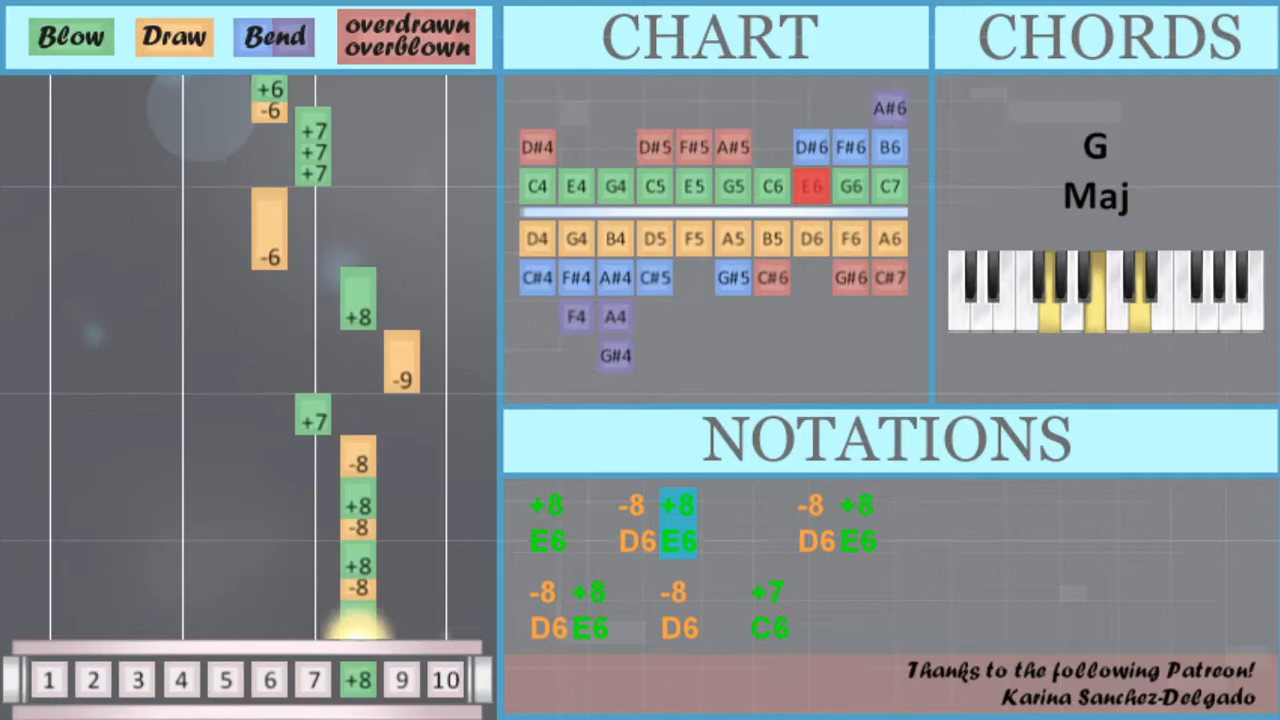 Blow Draw Bend overdrawn
overblown
CHART
CHORDS
+6
-6
+7
+7
+7
-6
+8
-9
+7
-8
+8
-8
+8
-8
1 2 3 4 5 6 7 +8 9 10
A#6
D#4 D#5 F#5 A#5 D#6 F#6 B6
C4 E4 G4 C5 E5 G5 C6 E6 G6 C7
D4 G4 B4 D5 F5 A5 B5 D6 F6 A6
C#4 F#4 A#4 C#5 G#5 C#6 G#6 C#7
F4 A4
G#4
G
Maj
NOTATIONS
+8 -8 +8 -8 +8
E6 D6 E6 D6 E6
-8 +8 -8 +7
D6 E6 D6 C6
Thanks to the following Patreon!
Karina Sanchez-Delgado